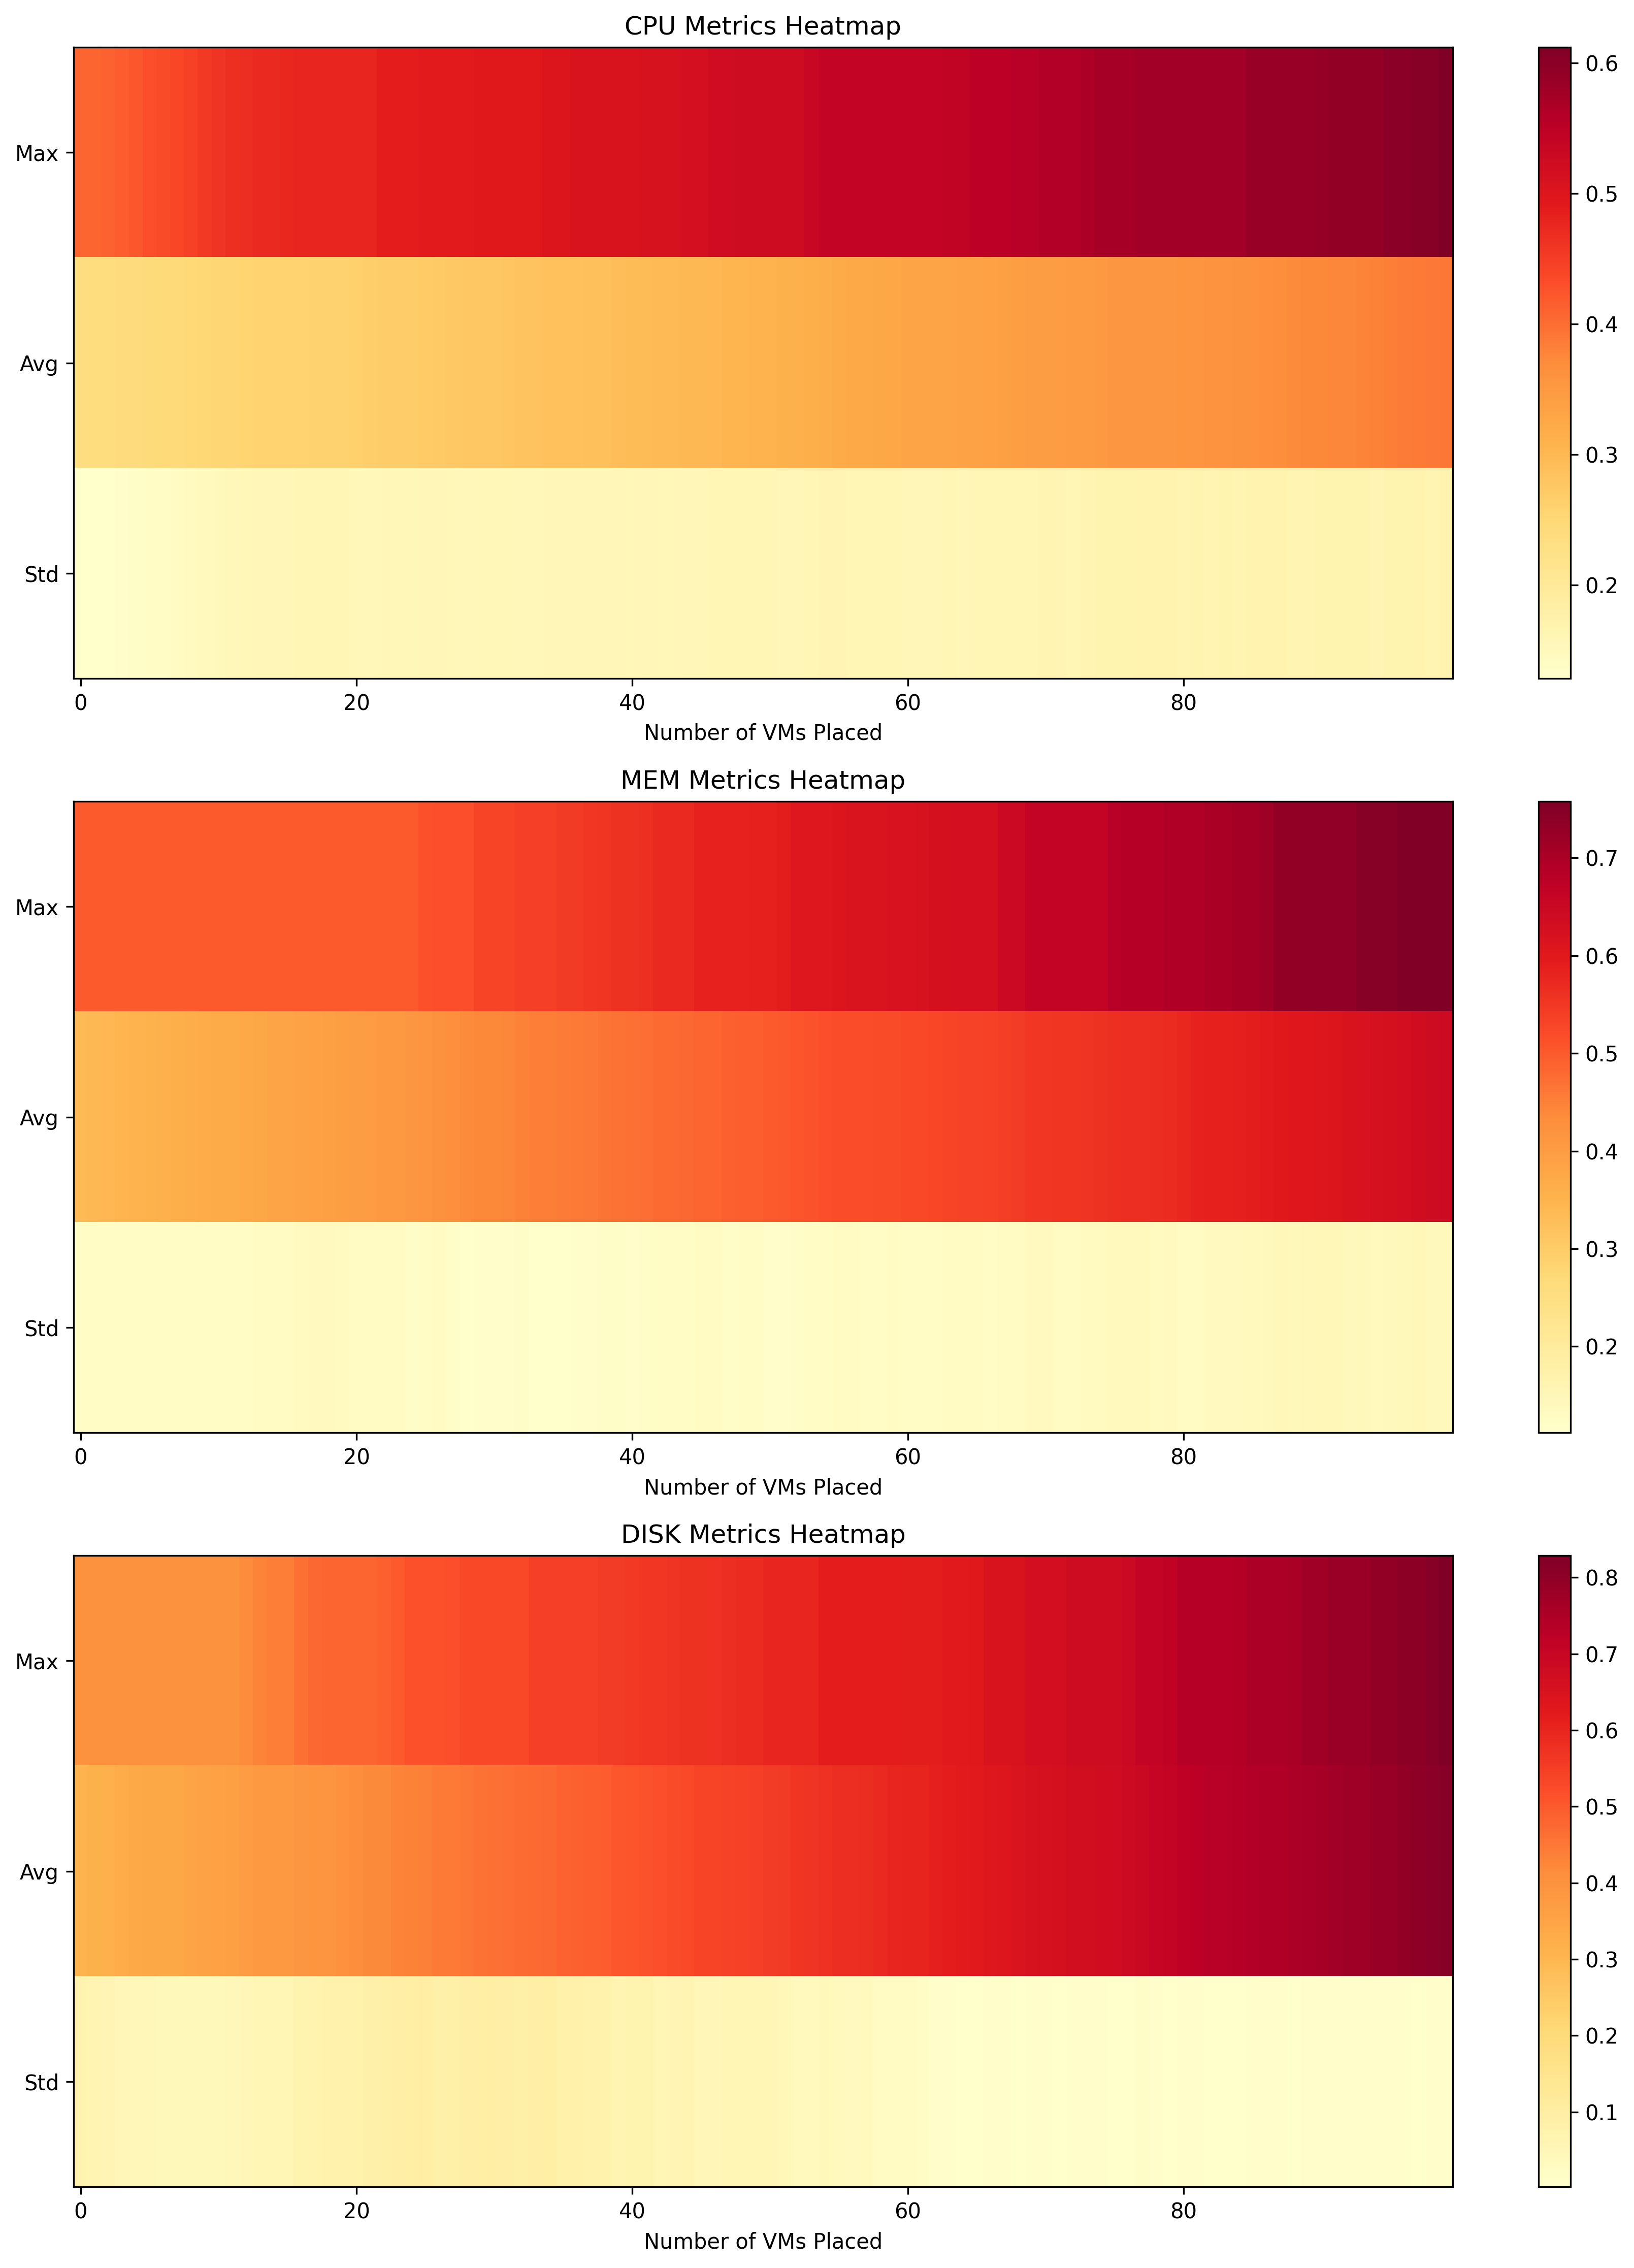 CPU Metrics Heatmap
Max
Avg
Std
0 20 40 60 80
Number of VMs Placed
0.6
0.5
0.4
0.3
0.2
MEM Metrics Heatmap
Max
Avg
Std
0 20 40 60 80
Number of VMs Placed
0.7
0.6
0.5
0.4
0.3
0.2
DISK Metrics Heatmap
Max
Avg
Std
0 20 40 60 80
Number of VMs Placed
0.8
0.7
0.6
0.5
0.4
0.3
0.2
0.1